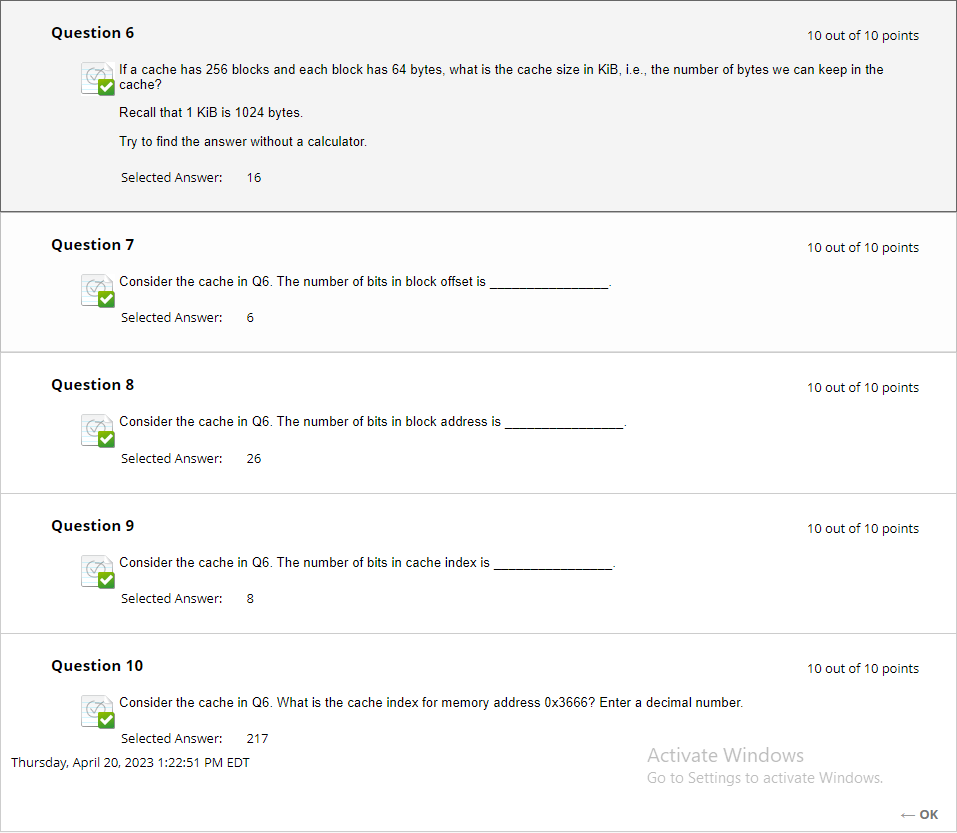 Question 6
10 out of 10 points
If a cache has 256 blocks and each block has 64 bytes, what is the cache size in KiB, i.e., the number of bytes we can keep in the
cache?
Recall that 1 KiB is 1024 bytes.
Try to find the answer without a calculator.
Selected Answer: 16
Question 7
10 out of 10 points
Consider the cache in Q6. The number of bits in block offset is ________________.
Selected Answer: 6
Question 8
10 out of 10 points
Consider the cache in Q6. The number of bits in block address is ________________.
Selected Answer: 26
Question 9
10 out of 10 points
Consider the cache in Q6. The number of bits in cache index is ________________.
Selected Answer: 8
Question 10
10 out of 10 points
Consider the cache in Q6. What is the cache index for memory address 0x3666? Enter a decimal number.
Selected Answer: 217
Thursday, April 20, 2023 1:22:51 PM EDT
Activate Windows
Go to Settings to activate Windows.
← OK